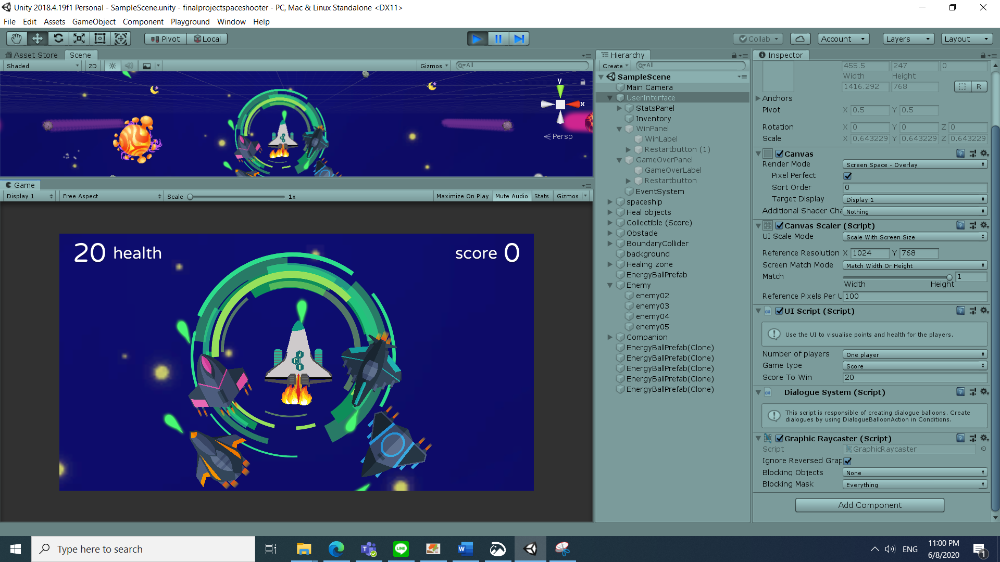 Unity 2018.4.19f1 Personal - SampleScene.unity - finalprojectspaceshooter - PC, Mac & Linux Standalone <DX11>
File Edit Assets GameObject Component Playground Window Help
Pivot Local Collab Account Layers Layout
Asset Store Scene
Shaded 2D Gizmos All
y
x
Persp
Game
Display 1 Free Aspect Scale 1x Maximize On Play Mute Audio Stats Gizmos
20 health score 0
Hierarchy
Create All
SampleScene
Main Camera
UserInterface
StatsPanel
Inventory
WinPanel
WinLabel
Restartbutton (1)
GameOverPanel
GameOverLabel
Restartbutton
EventSystem
spaceship
Heal objects
Collectible (Score)
Obstacle
BoundaryCollider
background
Healing zone
EnergyBallPrefab
Enemy
enemy02
enemy03
enemy04
enemy05
Companion
EnergyBallPrefab(Clone)
EnergyBallPrefab(Clone)
EnergyBallPrefab(Clone)
EnergyBallPrefab(Clone)
EnergyBallPrefab(Clone)
Inspector
455.5 247 0
Width Height
1416.292 768 R
Anchors
Pivot X 0.5 Y 0.5
Rotation X 0 Y 0 Z 0
Scale X 0.643229 Y 0.643229 Z 0.643229
Canvas
Render Mode Screen Space - Overlay
Pixel Perfect
Sort Order 0
Target Display Display 1
Additional Shader Cha Nothing
Canvas Scaler (Script)
UI Scale Mode Scale With Screen Size
Reference Resolution X 1024 Y 768
Screen Match Mode Match Width Or Height
Match 1
Width Height
Reference Pixels Per U 100
UI Script (Script)
Use the UI to visualise points and health for the players.
Number of players One player
Game type Score
Score To Win 20
Dialogue System (Script)
This script is responsible of creating dialogue balloons. Create
dialogues by using DialogueBalloonAction in Conditions.
Graphic Raycaster (Script)
Script GraphicRaycaster
Ignore Reversed Grap
Blocking Objects None
Blocking Mask Everything
Add Component
Type here to search
ENG
11:00 PM
6/8/2020
1